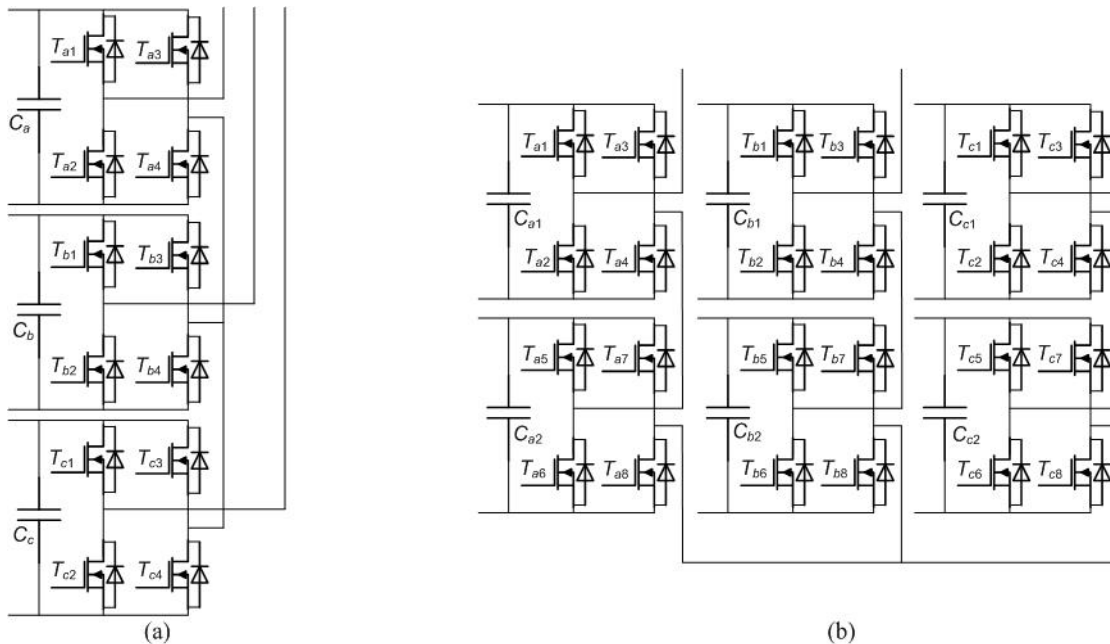 Ta1 Ta3
Ca
Ta2 Ta4
Tb1 Tb3
Cb
Tb2 Tb4
Tc1 Tc3
Cc
Tc2 Tc4
(a)
Ta1 Ta3 Tb1 Tb3 Tc1 Tc3
Ca1 Cb1 Cc1
Ta2 Ta4 Tb2 Tb4 Tc2 Tc4
Ta5 Ta7 Tb5 Tb7 Tc5 Tc7
Ca2 Cb2 Cc2
Ta6 Ta8 Tb6 Tb8 Tc6 Tc8
(b)